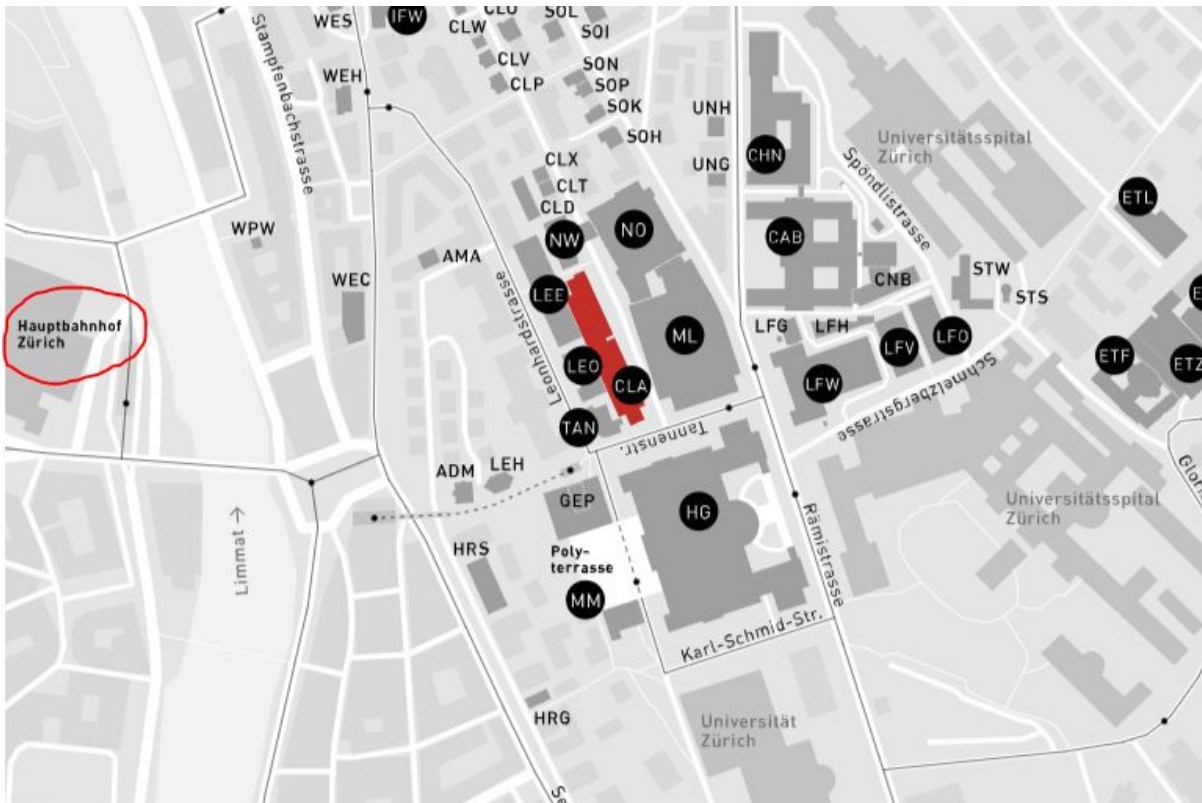 IFW
WES
CLU
CLW
CLV
CLP
SOL
SOI
SON
SOP
SOK
SOH
WEH
Stampfenbachstrasse
UNH
UNG
CHN
Universitätsspital
Zürich
Spöndlistrasse
ETL
CLX
CLT
CLD
NW
NO
CAB
WPW
AMA
WEC
LEE
Leonhardstrasse
CNB
STW
STS
Hauptbahnhof
Zürich
ML
LFG
LFH
LFV
LFO
ETF
ETZ
LEO
CLA
LFW
Schmelzbergstrasse
TAN
Tannenstr.
ADM
LEH
GEP
HG
Universitätsspital
Zürich
Limmat →
HRS
Poly-
terrasse
MM
Rämistrasse
Karl-Schmid-Str.
HRG
Universität
Zürich